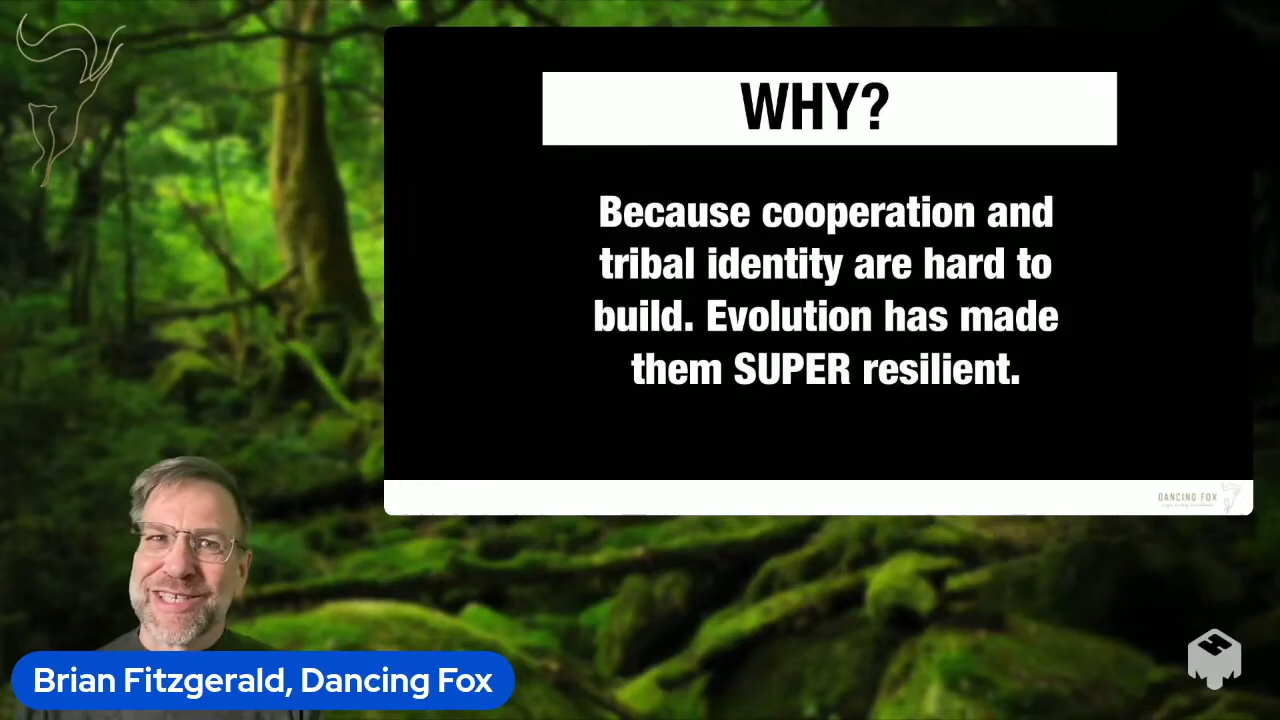 WHY?
Because cooperation and
tribal identity are hard to
build. Evolution has made
them SUPER resilient.
DANCING FOX
Brian Fitzgerald, Dancing Fox